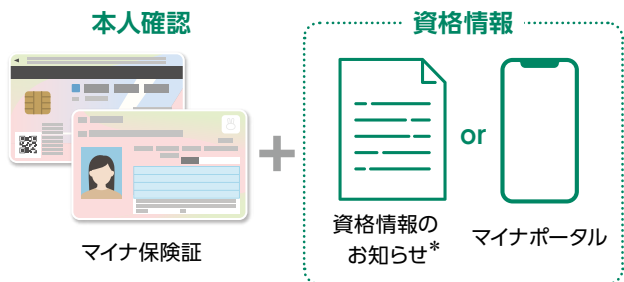 本人確認
資格情報
or
資格情報の
お知らせ*
マイナポータル
マイナ保険証